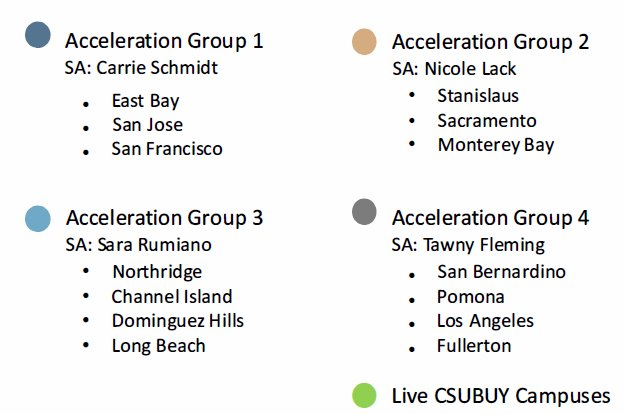 Acceleration Group 1
SA: Carrie Schmidt
• East Bay
• San Jose
• San Francisco
Acceleration Group 2
SA: Nicole Lack
• Stanislaus
• Sacramento
• Monterey Bay
Acceleration Group 3
SA: Sara Rumiano
• Northridge
• Channel Island
• Dominguez Hills
• Long Beach
Acceleration Group 4
SA: Tawny Fleming
• San Bernardino
• Pomona
• Los Angeles
• Fullerton
Live CSUBUY Campuses